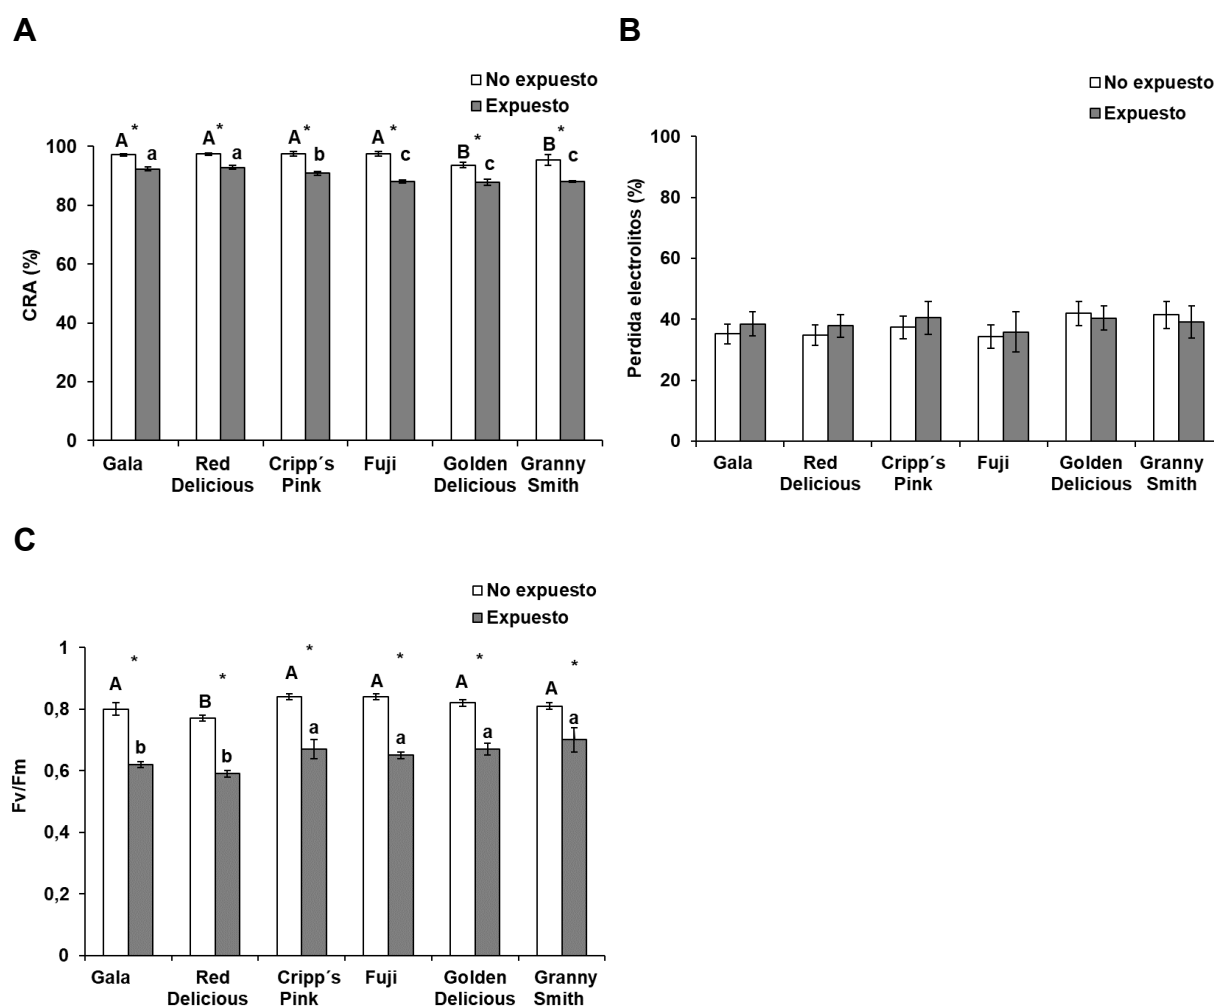 A
No expuesto
Expuesto
A * a
A * a
A * b
A * c
B * c
B * c
100
80
60
40
20
0
CRA (%)
Gala
Red Delicious
Cripp´s Pink
Fuji
Golden Delicious
Granny Smith
B
No expuesto
Expuesto
100
80
60
40
20
0
Perdida electrolitos (%)
Gala
Red Delicious
Cripp´s Pink
Fuji
Golden Delicious
Granny Smith
C
No expuesto
Expuesto
A * b
B * b
A * a
A * a
A * a
A * a
1
0,8
0,6
0,4
0,2
0
Fv/Fm
Gala
Red Delicious
Cripp´s Pink
Fuji
Golden Delicious
Granny Smith